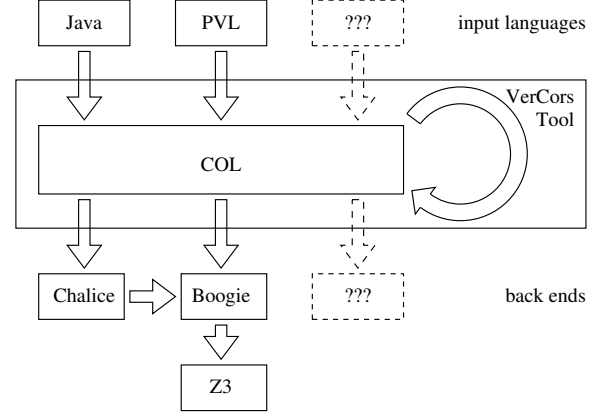 Java
PVL
???
input languages
VerCors
Tool
COL
Chalice
Boogie
???
back ends
Z3